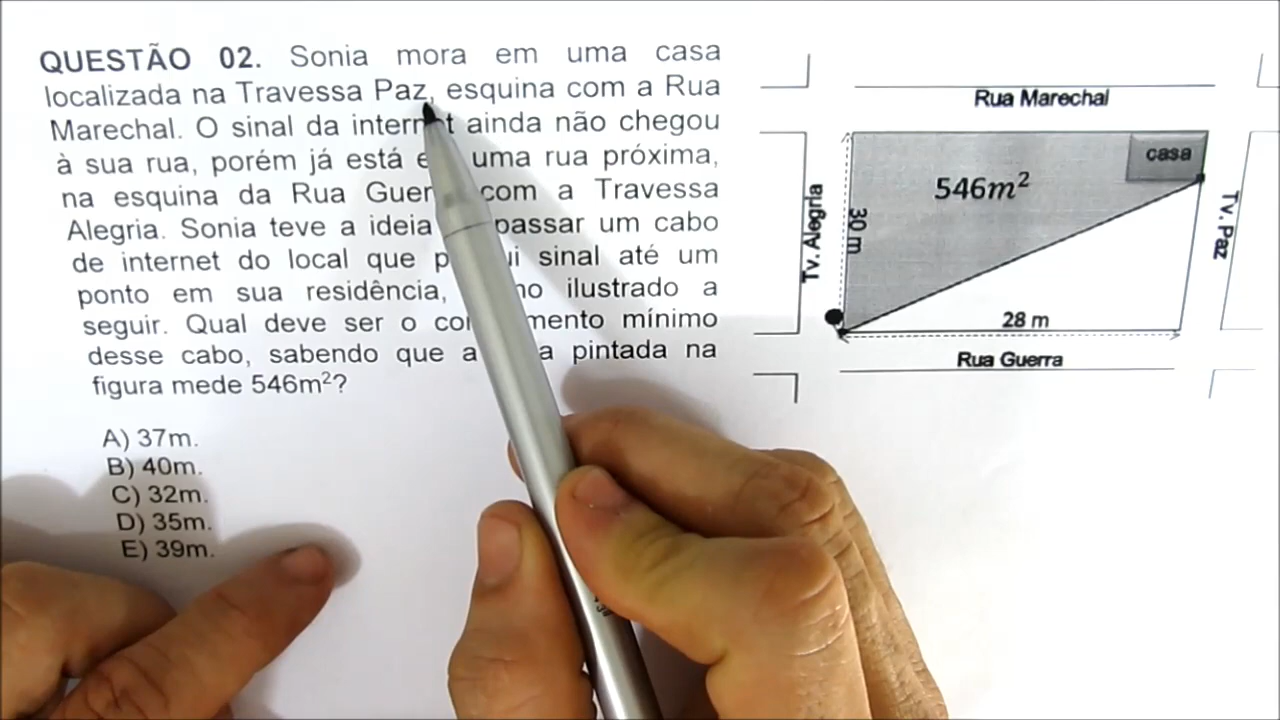 QUESTÃO 02. Sonia mora em uma casa
localizada na Travessa Paz, esquina com a Rua
Marechal. O sinal da internet ainda não chegou
à sua rua, porém já está uma rua próxima,
na esquina da Rua com a Travessa
Alegria. Sonia teve a ideia passar um cabo
de internet do local que sinal até um
ponto em sua residência, ilustrado a
seguir. Qual deve ser o mínimo
desse cabo, sabendo que a pintada na
figura mede 546m²?
A) 37m.
B) 40m.
C) 32m.
D) 35m.
E) 39m.
Rua Marechal
casa
546m²
Tv. Alegria
30 m
Tv. Paz
28 m
Rua Guerra